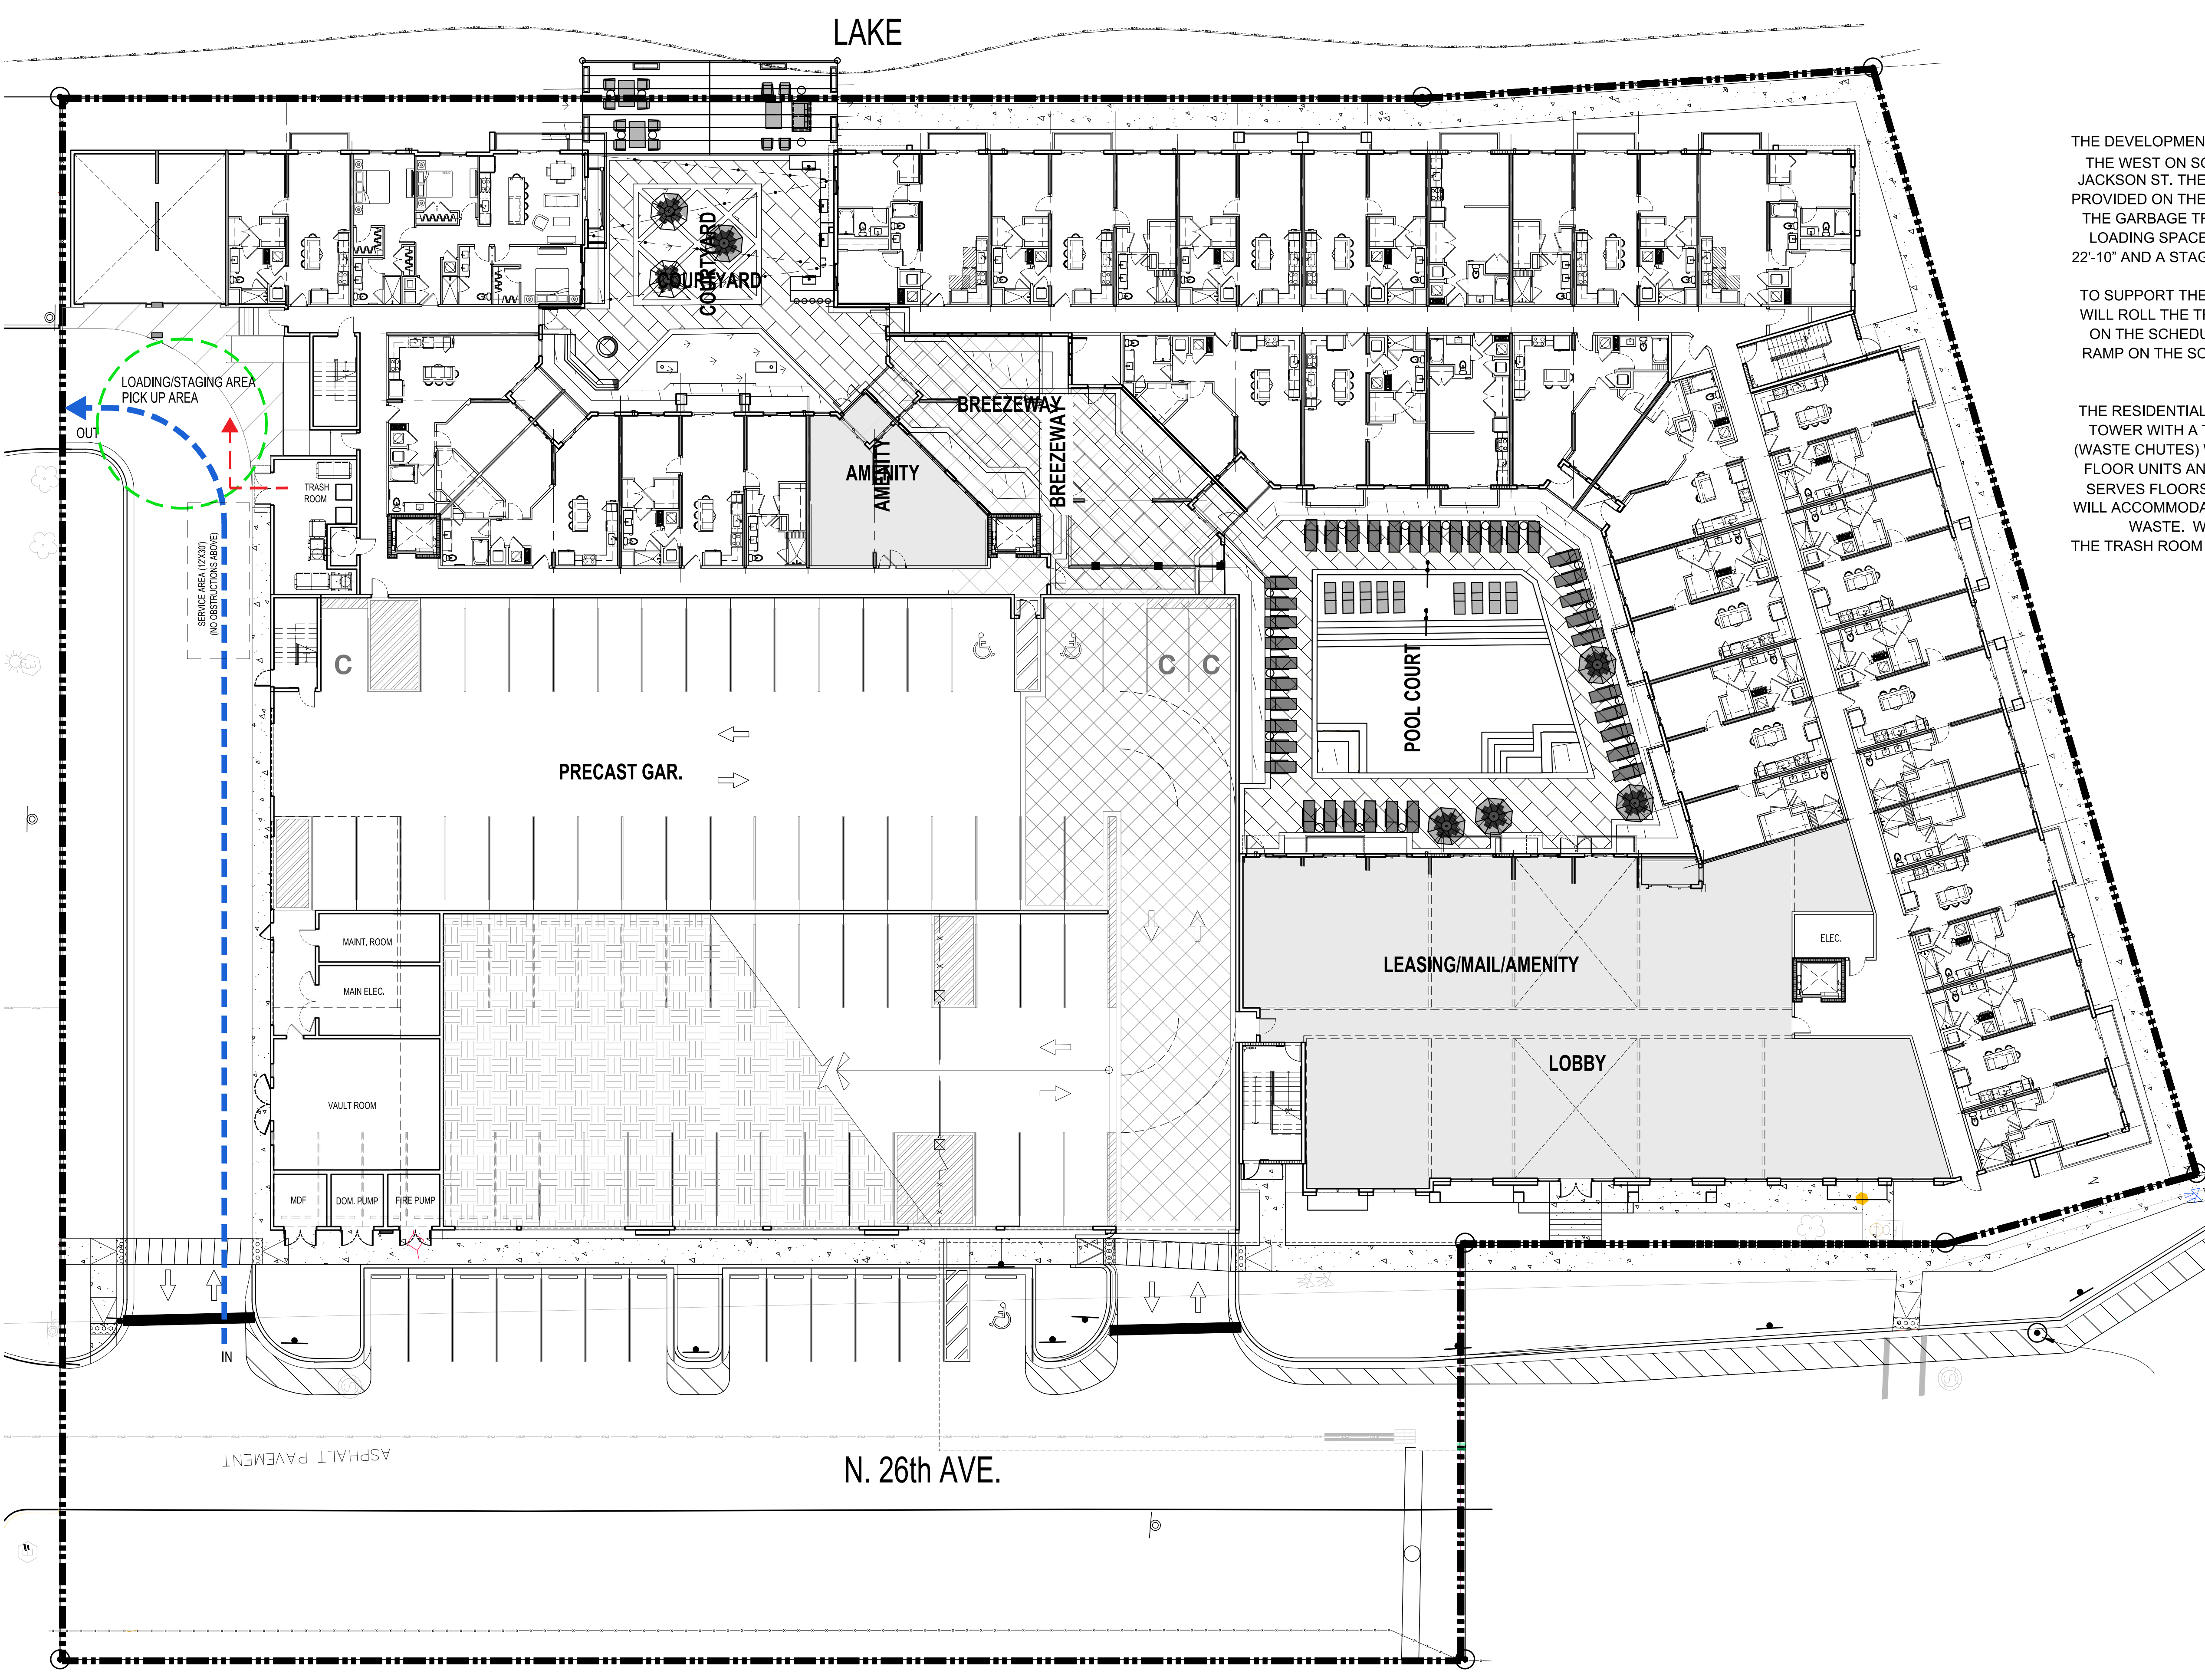 LAKE
THE DEVELOPMEN
THE WEST ON SO
JACKSON ST. THE
PROVIDED ON THE
THE GARBAGE TR
LOADING SPACE
22'-10" AND A STAG
TO SUPPORT THE
WILL ROLL THE TR
ON THE SCHEDU
RAMP ON THE SO
THE RESIDENTIAL
TOWER WITH A T
(WASTE CHUTES) 
FLOOR UNITS AN
SERVES FLOORS
WILL ACCOMMODA
WASTE. W
THE TRASH ROOM
COURTYARD
COURTYARD
LOADING/STAGING AREA
PICK UP AREA
OUT
BREEZEWAY
BREEZEWAY
AMENITY
AMENITY
TRASH
ROOM
SERVICE AREA (12'X30')
(NO OBSTRUCTIONS ABOVE)
C
C
C
POOL COURT
PRECAST GAR.
MAINT. ROOM
MAIN ELEC.
VAULT ROOM
MDF
DOM. PUMP
FIRE PUMP
LEASING/MAIL/AMENITY
ELEC.
LOBBY
IN
ASPHALT PAVEMENT
N. 26th AVE.